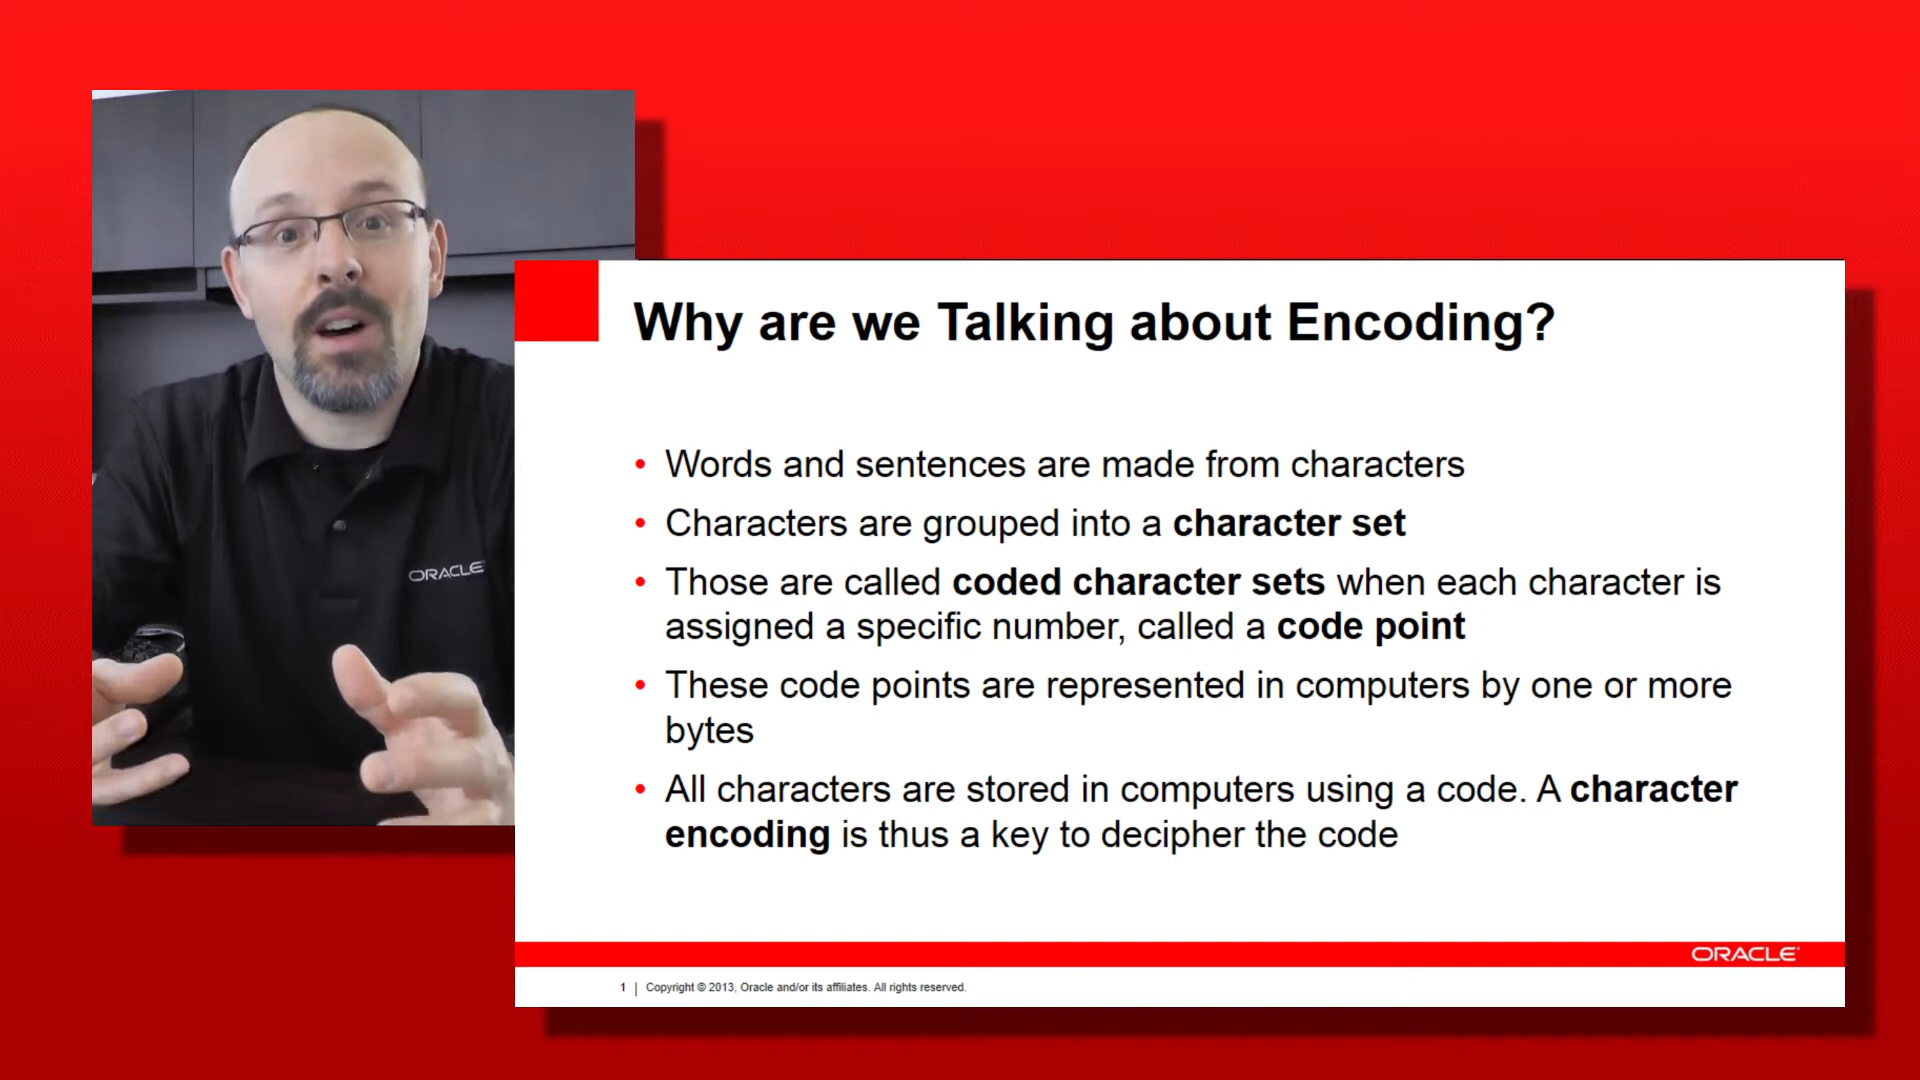 ORACLE
Why are we Talking about Encoding?
• Words and sentences are made from characters
• Characters are grouped into a character set
• Those are called coded character sets when each character is
assigned a specific number, called a code point
• These code points are represented in computers by one or more
bytes
• All characters are stored in computers using a code. A character
encoding is thus a key to decipher the code
ORACLE
1 | Copyright © 2013, Oracle and/or its affiliates. All rights reserved.